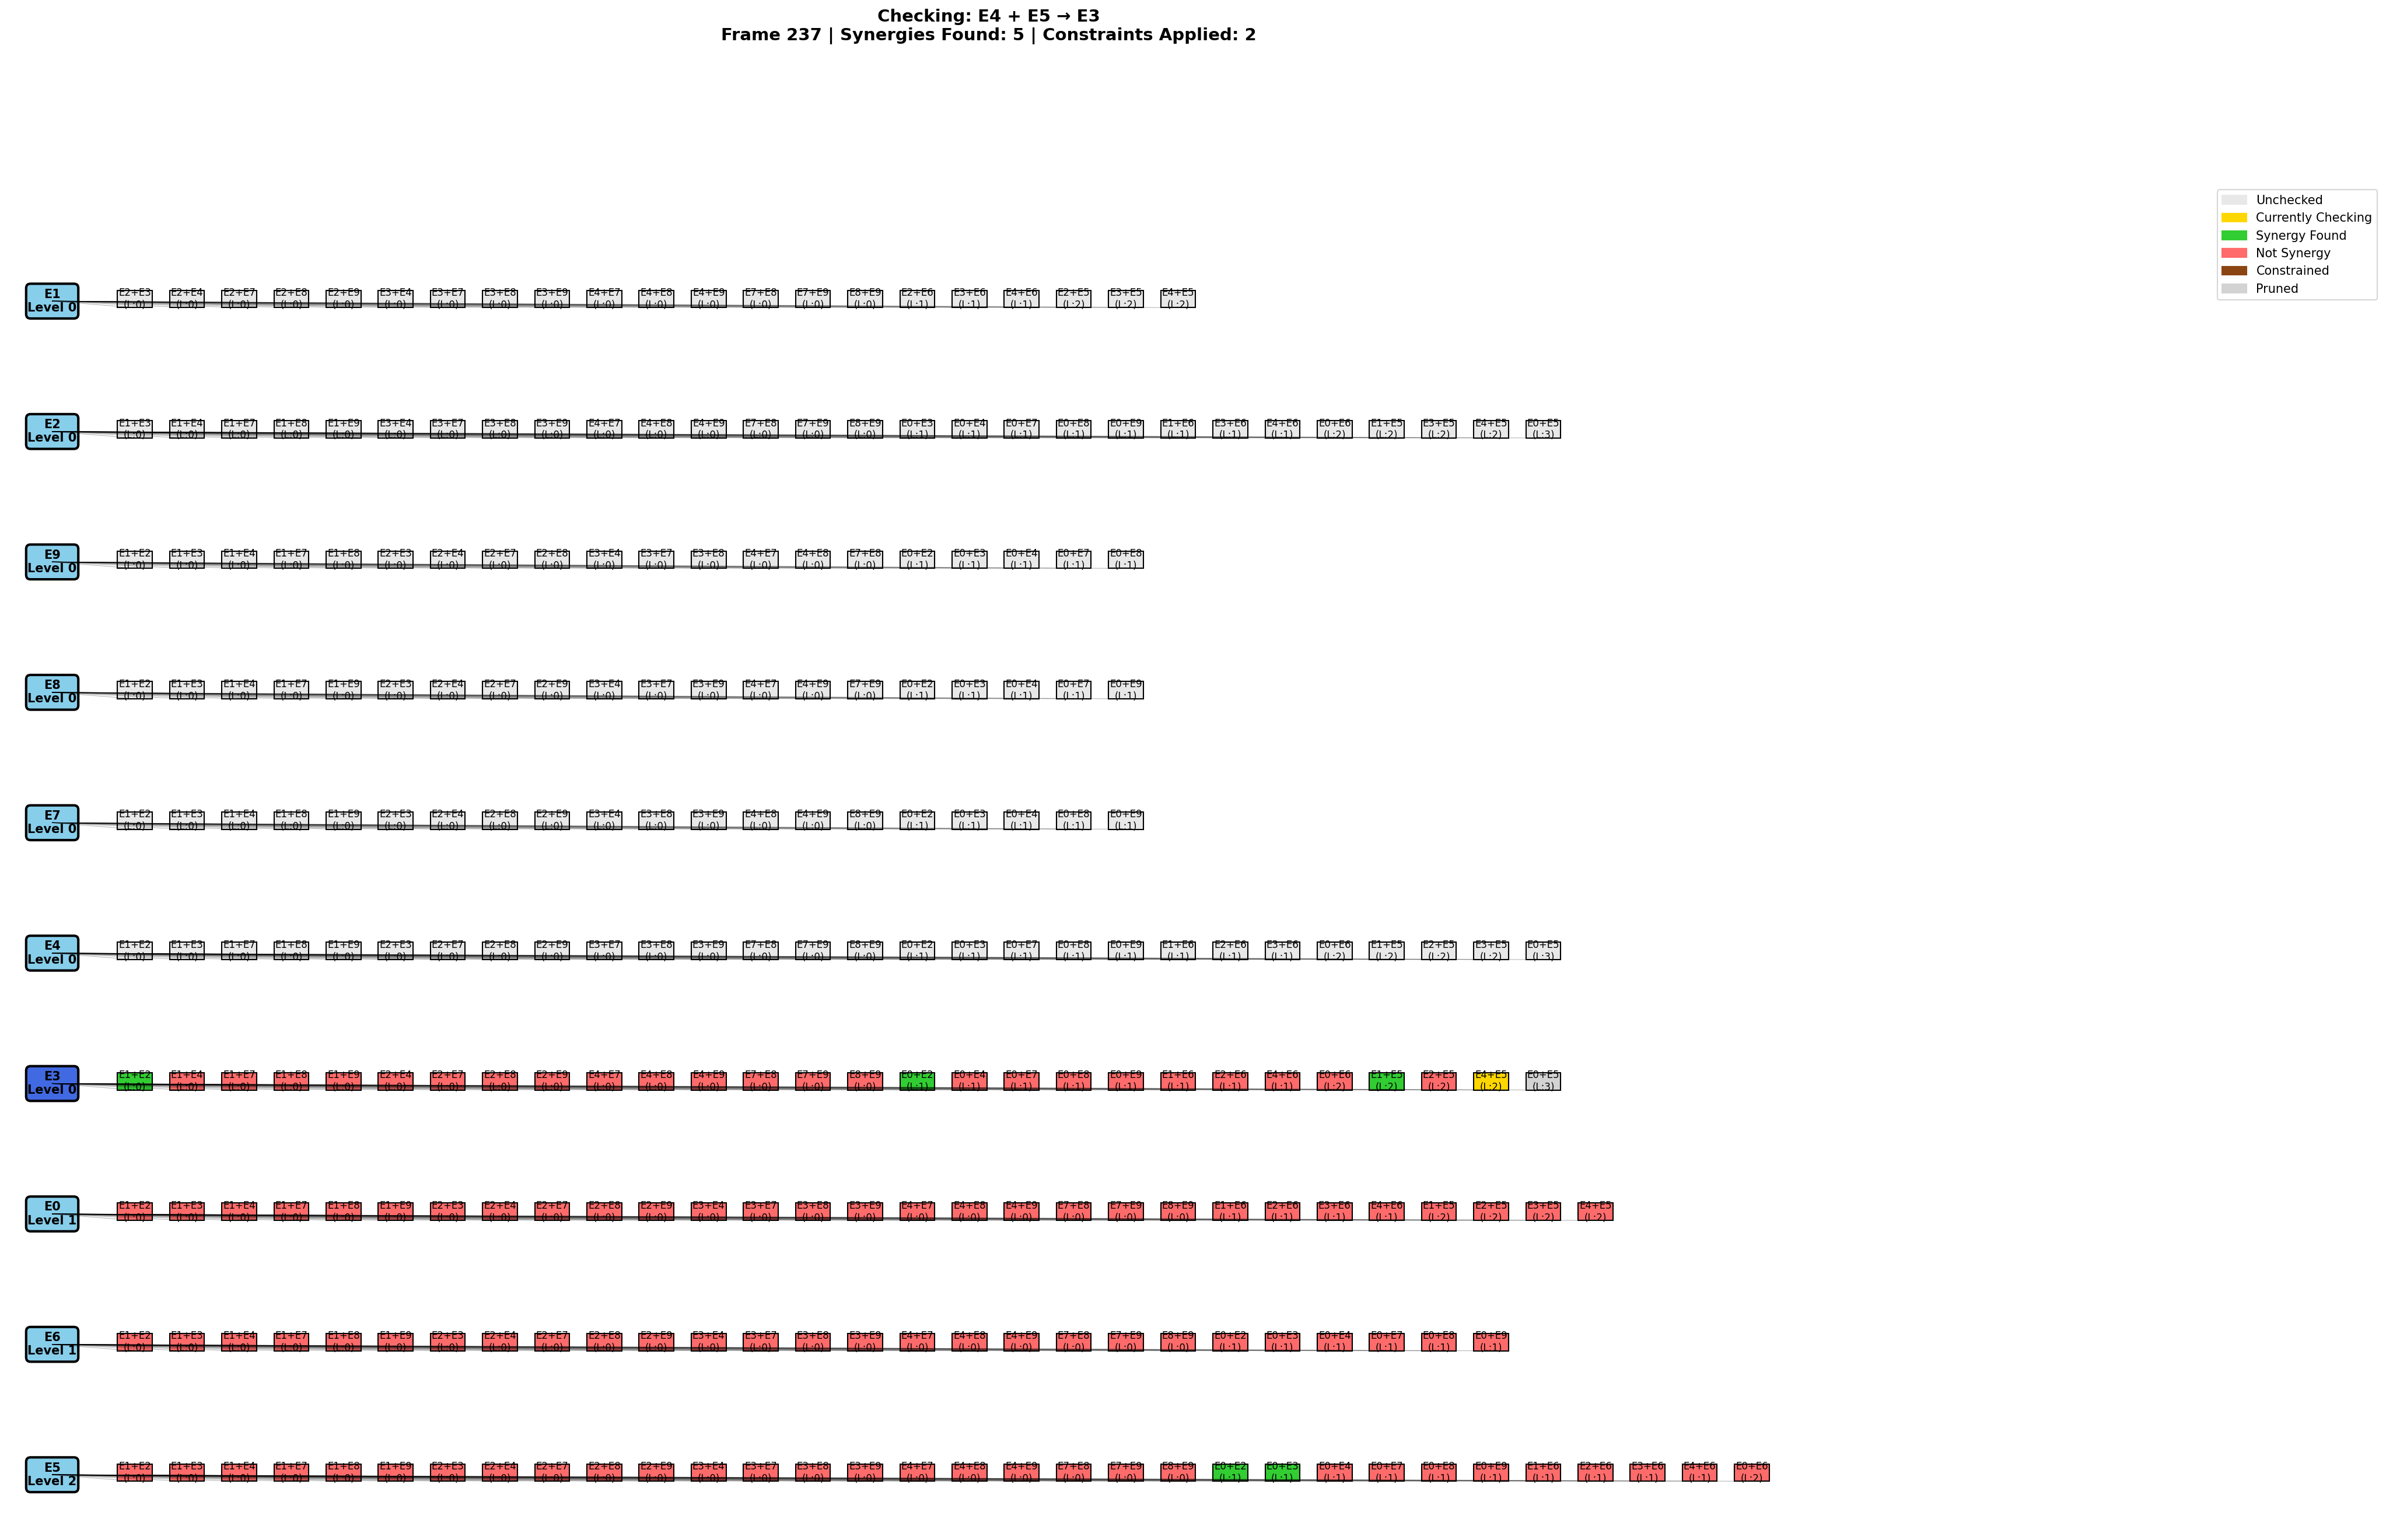 Checking: E4 + E5 → E3
Frame 237 | Synergies Found: 5 | Constraints Applied: 2
Unchecked
Currently Checking
Synergy Found
Not Synergy
Constrained
Pruned
E1 E2+E3 E2+E4 E2+E7 E2+E8 E2+E9 E3+E4 E3+E7 E3+E8 E3+E9 E4+E7 E4+E8 E4+E9 E7+E8 E7+E9 E8+E9 E2+E6 E3+E6 E4+E6 E2+E5 E3+E5 E4+E5
Level 0 (L:0) (L:0) (L:0) (L:0) (L:0) (L:0) (L:0) (L:0) (L:0) (L:0) (L:0) (L:0) (L:0) (L:0) (L:0) (L:1) (L:1) (L:1) (L:2) (L:2) (L:2)
E2 E1+E3 E1+E4 E1+E7 E1+E8 E1+E9 E3+E4 E3+E7 E3+E8 E3+E9 E4+E7 E4+E8 E4+E9 E7+E8 E7+E9 E8+E9 E0+E3 E0+E4 E0+E7 E0+E8 E0+E9 E1+E6 E3+E6 E4+E6 E0+E6 E1+E5 E3+E5 E4+E5 E0+E5
Level 0 (L:0) (L:0) (L:0) (L:0) (L:0) (L:0) (L:0) (L:0) (L:0) (L:0) (L:0) (L:0) (L:0) (L:0) (L:0) (L:1) (L:1) (L:1) (L:1) (L:1) (L:1) (L:1) (L:1) (L:2) (L:2) (L:2) (L:2) (L:3)
E9 E1+E2 E1+E3 E1+E4 E1+E7 E1+E8 E2+E3 E2+E4 E2+E7 E2+E8 E3+E4 E3+E7 E3+E8 E4+E7 E4+E8 E7+E8 E0+E2 E0+E3 E0+E4 E0+E7 E0+E8
Level 0 (L:0) (L:0) (L:0) (L:0) (L:0) (L:0) (L:0) (L:0) (L:0) (L:0) (L:0) (L:0) (L:0) (L:0) (L:0) (L:1) (L:1) (L:1) (L:1) (L:1)
E8 E1+E2 E1+E3 E1+E4 E1+E7 E1+E9 E2+E3 E2+E4 E2+E7 E2+E9 E3+E4 E3+E7 E3+E9 E4+E7 E4+E9 E7+E9 E0+E2 E0+E3 E0+E4 E0+E7 E0+E9
Level 0 (L:0) (L:0) (L:0) (L:0) (L:0) (L:0) (L:0) (L:0) (L:0) (L:0) (L:0) (L:0) (L:0) (L:0) (L:0) (L:1) (L:1) (L:1) (L:1) (L:1)
E7 E1+E2 E1+E3 E1+E4 E1+E8 E1+E9 E2+E3 E2+E4 E2+E8 E2+E9 E3+E4 E3+E8 E3+E9 E4+E8 E4+E9 E8+E9 E0+E2 E0+E3 E0+E4 E0+E8 E0+E9
Level 0 (L:0) (L:0) (L:0) (L:0) (L:0) (L:0) (L:0) (L:0) (L:0) (L:0) (L:0) (L:0) (L:0) (L:0) (L:0) (L:1) (L:1) (L:1) (L:1) (L:1)
E4 E1+E2 E1+E3 E1+E7 E1+E8 E1+E9 E2+E3 E2+E7 E2+E8 E2+E9 E3+E7 E3+E8 E3+E9 E7+E8 E7+E9 E8+E9 E0+E2 E0+E3 E0+E7 E0+E8 E0+E9 E1+E6 E2+E6 E3+E6 E0+E6 E1+E5 E2+E5 E3+E5 E0+E5
Level 0 (L:0) (L:0) (L:0) (L:0) (L:0) (L:0) (L:0) (L:0) (L:0) (L:0) (L:0) (L:0) (L:0) (L:0) (L:0) (L:1) (L:1) (L:1) (L:1) (L:1) (L:1) (L:1) (L:1) (L:2) (L:2) (L:2) (L:2) (L:3)
E3 E1+E2 E1+E4 E1+E7 E1+E8 E1+E9 E2+E4 E2+E7 E2+E8 E2+E9 E4+E7 E4+E8 E4+E9 E7+E8 E7+E9 E8+E9 E0+E2 E0+E4 E0+E7 E0+E8 E0+E9 E1+E6 E2+E6 E4+E6 E0+E6 E1+E5 E2+E5 E4+E5 E0+E5
Level 0 (L:0) (L:0) (L:0) (L:0) (L:0) (L:0) (L:0) (L:0) (L:0) (L:0) (L:0) (L:0) (L:0) (L:0) (L:0) (L:1) (L:1) (L:1) (L:1) (L:1) (L:1) (L:1) (L:1) (L:2) (L:2) (L:2) (L:2) (L:3)
E0 E1+E2 E1+E3 E1+E4 E1+E7 E1+E8 E1+E9 E2+E3 E2+E4 E2+E7 E2+E8 E2+E9 E3+E4 E3+E7 E3+E8 E3+E9 E4+E7 E4+E8 E4+E9 E7+E8 E7+E9 E8+E9 E1+E6 E2+E6 E3+E6 E4+E6 E1+E5 E2+E5 E3+E5 E4+E5
Level 1 (L:0) (L:0) (L:0) (L:0) (L:0) (L:0) (L:0) (L:0) (L:0) (L:0) (L:0) (L:0) (L:0) (L:0) (L:0) (L:0) (L:0) (L:0) (L:0) (L:0) (L:0) (L:1) (L:1) (L:1) (L:1) (L:2) (L:2) (L:2) (L:2)
E6 E1+E2 E1+E3 E1+E4 E1+E7 E1+E8 E1+E9 E2+E3 E2+E4 E2+E7 E2+E8 E2+E9 E3+E4 E3+E7 E3+E8 E3+E9 E4+E7 E4+E8 E4+E9 E7+E8 E7+E9 E8+E9 E0+E2 E0+E3 E0+E4 E0+E7 E0+E8 E0+E9
Level 1 (L:0) (L:0) (L:0) (L:0) (L:0) (L:0) (L:0) (L:0) (L:0) (L:0) (L:0) (L:0) (L:0) (L:0) (L:0) (L:0) (L:0) (L:0) (L:0) (L:0) (L:0) (L:1) (L:1) (L:1) (L:1) (L:1) (L:1)
E5 E1+E2 E1+E3 E1+E4 E1+E7 E1+E8 E1+E9 E2+E3 E2+E4 E2+E7 E2+E8 E2+E9 E3+E4 E3+E7 E3+E8 E3+E9 E4+E7 E4+E8 E4+E9 E7+E8 E7+E9 E8+E9 E0+E2 E0+E3 E0+E4 E0+E7 E0+E8 E0+E9 E1+E6 E2+E6 E3+E6 E4+E6 E0+E6
Level 2 (L:0) (L:0) (L:0) (L:0) (L:0) (L:0) (L:0) (L:0) (L:0) (L:0) (L:0) (L:0) (L:0) (L:0) (L:0) (L:0) (L:0) (L:0) (L:0) (L:0) (L:0) (L:1) (L:1) (L:1) (L:1) (L:1) (L:1) (L:1) (L:1) (L:1) (L:1) (L:2)